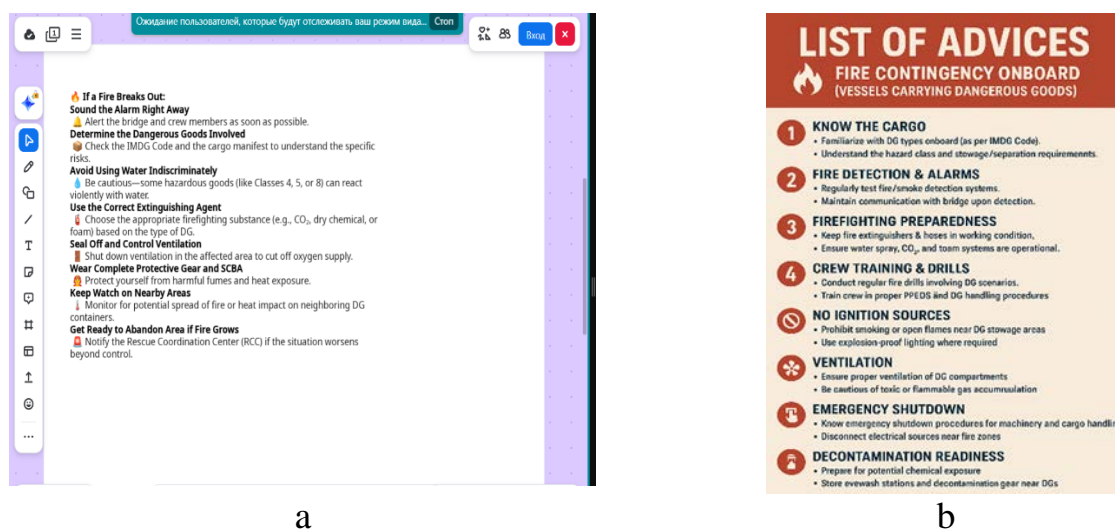 Ожидание пользователей, которые будут отслеживать ваш режим вида...
Стоп
1
Вход
🔥 If a Fire Breaks Out:
Sound the Alarm Right Away
🔔 Alert the bridge and crew members as soon as possible.
Determine the Dangerous Goods Involved
📦 Check the IMDG Code and the cargo manifest to understand the specific
risks.
Avoid Using Water Indiscriminately
💧 Be cautious—some hazardous goods (like Classes 4, 5, or 8) can react
violently with water.
Use the Correct Extinguishing Agent
🧯 Choose the appropriate firefighting substance (e.g., CO₂, dry chemical, or
foam) based on the type of DG.
Seal Off and Control Ventilation
🚪 Shut down ventilation in the affected area to cut off oxygen supply.
Wear Complete Protective Gear and SCBA
🧑‍🚒 Protect yourself from harmful fumes and heat exposure.
Keep Watch on Nearby Areas
🌡️ Monitor for potential spread of fire or heat impact on neighboring DG
containers.
Get Ready to Abandon Area if Fire Grows
🚨 Notify the Rescue Coordination Center (RCC) if the situation worsens
beyond control.
T
a
LIST OF ADVICES
FIRE CONTINGENCY ONBOARD
(VESSELS CARRYING DANGEROUS GOODS)
1 KNOW THE CARGO
• Familiarize with DG types onboard (as per IMDG Code).
• Understand the hazard class and stowage/separation requiremennts.
2 FIRE DETECTION & ALARMS
• Regularly test fire/smoke detection systems.
• Maintain communication with bridge upon detection.
3 FIREFIGHTING PREPAREDNESS
• Keep fire extinguishers & hoses in working condition,
• Ensure water spray, CO₂, and toam systems are operational.
4 CREW TRAINING & DRILLS
• Conduct regular fire drills involving DG scenarios.
• Train crew in proper PPEDS and DG handling procedures
NO IGNITION SOURCES
• Prohibit smoking or open flames near DG stowage areas
• Use explosion-proof lighting where required
VENTILATION
• Ensure proper ventilation of DG compartments
• Be cautious of toxic or flammable gas accumnulation
EMERGENCY SHUTDOWN
• Know emergency shutdown procedures for machinery and cargo handlin
• Disconnect electrical sources near fire zones
DECONTAMINATION READINESS
• Prepare for potential chemical exposure
• Store evewash stations and decontamination gear near DGs
b